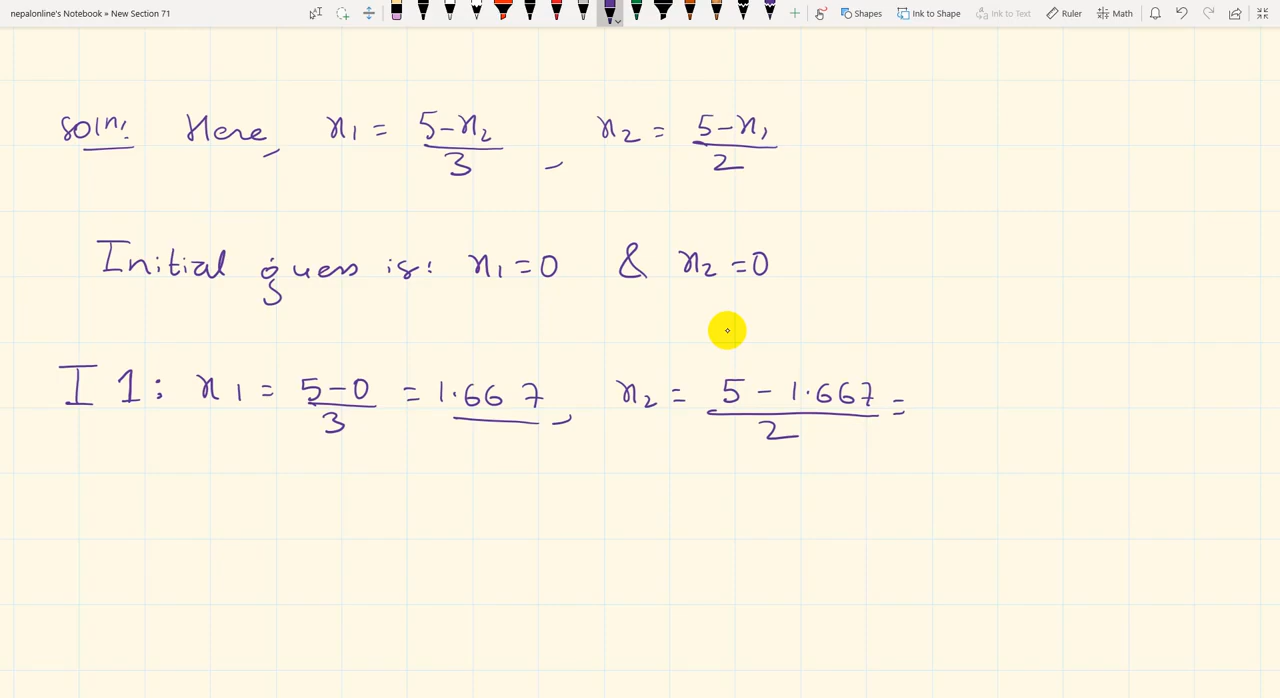 nepalonline's Notebook » New Section 71
Shapes Ink to Shape Ink to Text Ruler Math
Soln: Here, x₁ = (5-x₂)/3 , x₂ = (5-x₁)/2
Initial guess is: x₁=0 & x₂=0
I 1: x₁ = (5-0)/3 = 1.667, x₂ = (5-1.667)/2 =